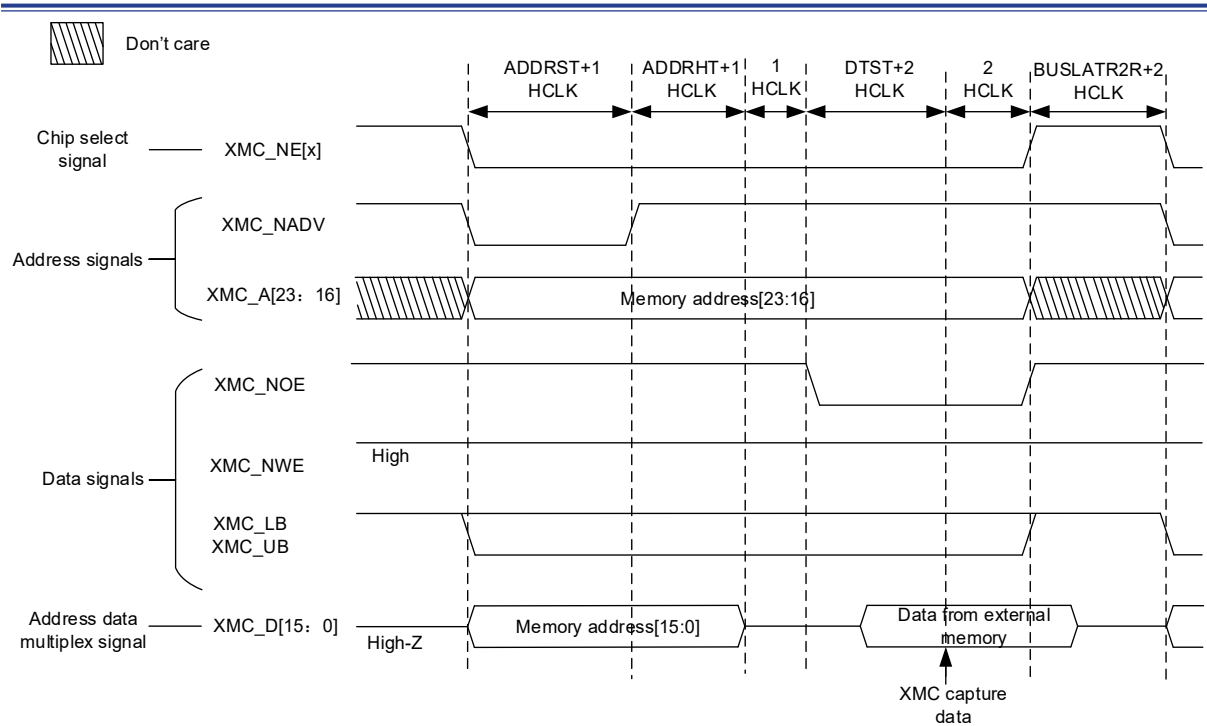 Don't care
ADDRST+1
HCLK
ADDRHT+1
HCLK
1
HCLK
DTST+2
HCLK
2
HCLK
BUSLATR2R+2
HCLK
Chip select
signal
XMC_NE[x]
XMC_NADV
Address signals
XMC_A[23：16]
Memory address[23:16]
XMC_NOE
XMC_NWE
High
Data signals
XMC_LB
XMC_UB
Address data
multiplex signal
XMC_D[15：0]
High-Z
Memory address[15:0]
Data from external
memory
XMC capture
data